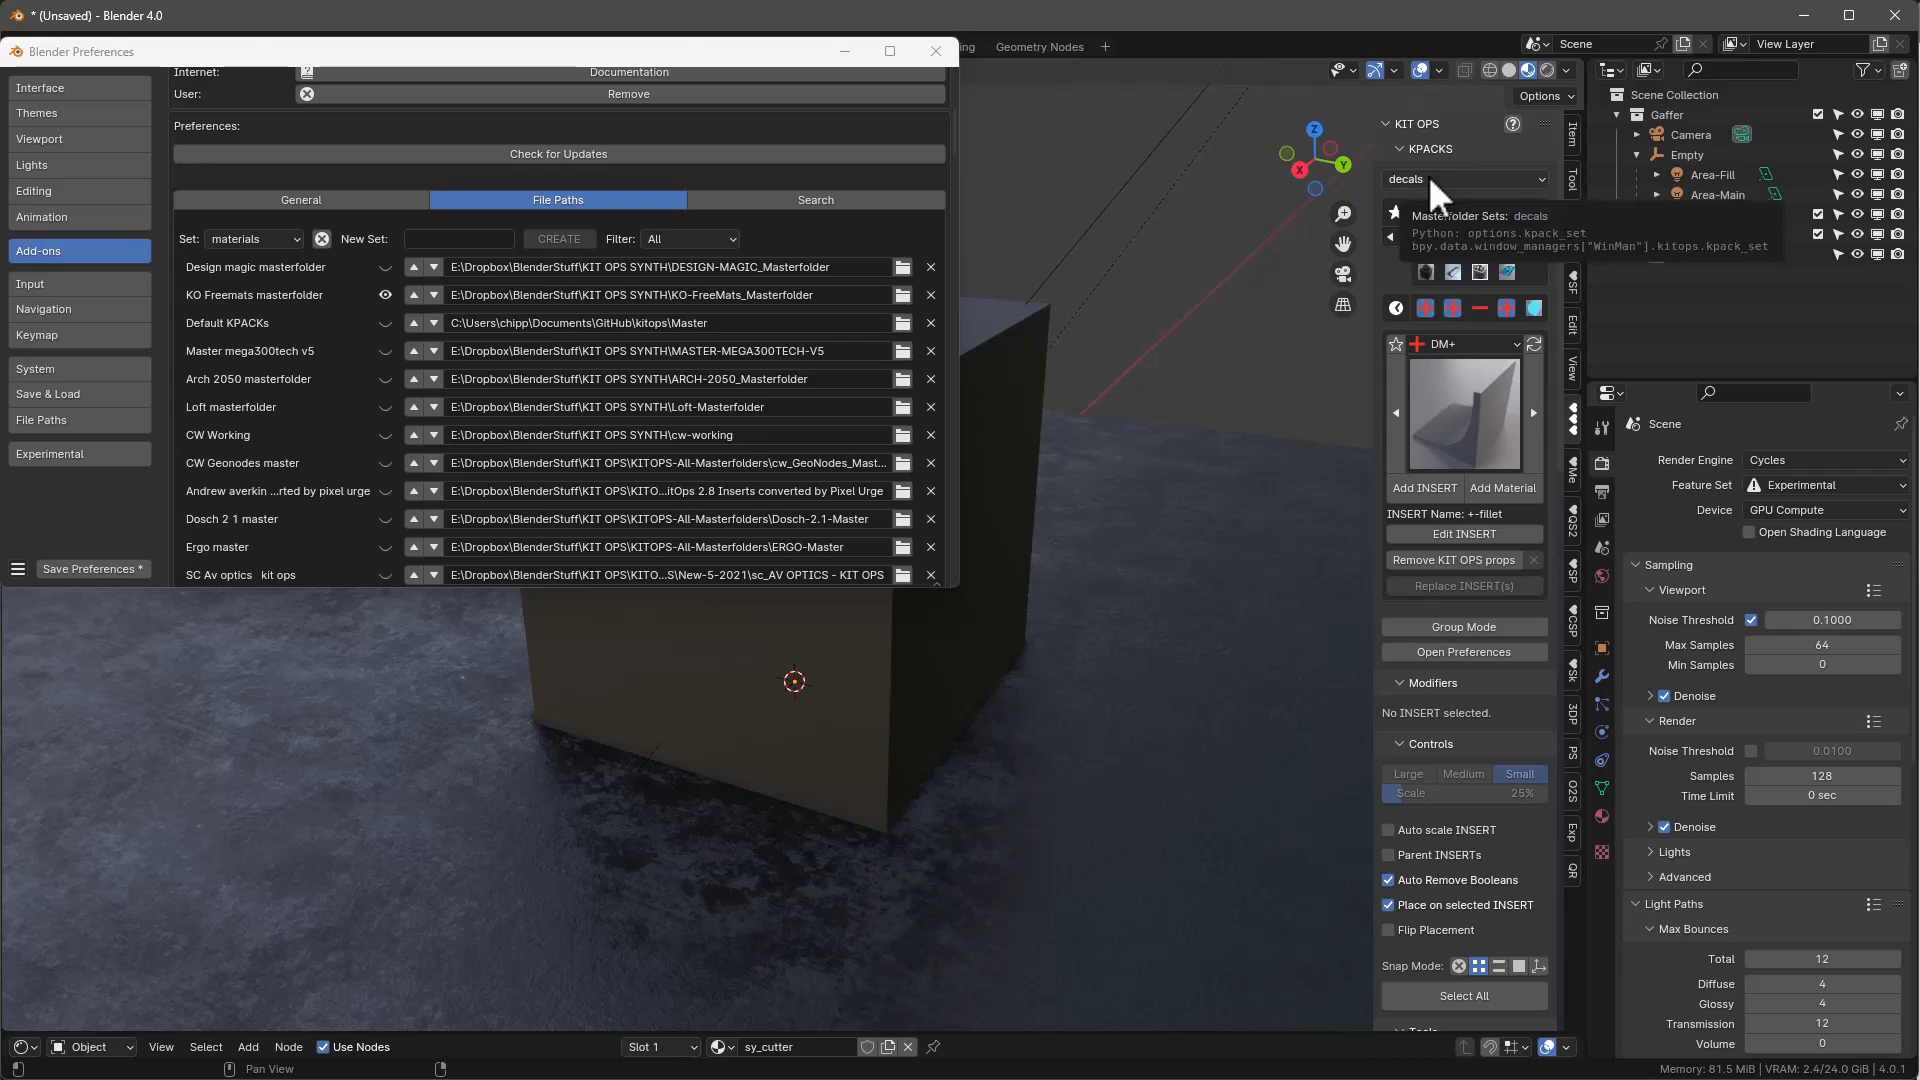 * (Unsaved) - Blender 4.0
Blender Preferences
ing
Geometry Nodes
+
Scene
View Layer
Options
Interface
Themes
Viewport
Lights
Editing
Animation
Add-ons
Input
Navigation
Keymap
System
Save & Load
File Paths
Experimental
Save Preferences *
Internet:
Documentation
User:
Remove
Preferences:
Check for Updates
General
File Paths
Search
Set:
materials
New Set:
CREATE
Filter:
All
Design magic masterfolder
E:\Dropbox\BlenderStuff\KIT OPS SYNTH\DESIGN-MAGIC_Masterfolder
KO Freemats masterfolder
E:\Dropbox\BlenderStuff\KIT OPS SYNTH\KO-FreeMats_Masterfolder
Default KPACKs
C:\Users\chipp\Documents\GitHub\kitops\Master
Master mega300tech v5
E:\Dropbox\BlenderStuff\KIT OPS SYNTH\MASTER-MEGA300TECH-V5
Arch 2050 masterfolder
E:\Dropbox\BlenderStuff\KIT OPS SYNTH\ARCH-2050_Masterfolder
Loft masterfolder
E:\Dropbox\BlenderStuff\KIT OPS SYNTH\Loft-Masterfolder
CW Working
E:\Dropbox\BlenderStuff\KIT OPS SYNTH\cw-working
CW Geonodes master
E:\Dropbox\BlenderStuff\KIT OPS\KITOPS-All-Masterfolders\cw_GeoNodes_Mast...
Andrew averkin ...rted by pixel urge
E:\Dropbox\BlenderStuff\KIT OPS\KITO...itOps 2.8 Inserts converted by Pixel Urge
Dosch 2 1 master
E:\Dropbox\BlenderStuff\KIT OPS\KITOPS-All-Masterfolders\Dosch-2.1-Master
Ergo master
E:\Dropbox\BlenderStuff\KIT OPS\KITOPS-All-Masterfolders\ERGO-Master
SC Av optics   kit ops
E:\Dropbox\BlenderStuff\KIT OPS\KITO...S\New-5-2021\sc_AV OPTICS - KIT OPS
Z
Y
X
KIT OPS
KPACKS
decals
Masterfolder Sets: decals
Python: options.kpack_set
bpy.data.window_managers["WinMan"].kitops.kpack_set
DM+
Add INSERT
Add Material
INSERT Name: +-fillet
Edit INSERT
Remove KIT OPS props
Replace INSERT(s)
Group Mode
Open Preferences
Modifiers
No INSERT selected.
Controls
Large
Medium
Small
Scale
25%
Auto scale INSERT
Parent INSERTs
Auto Remove Booleans
Place on selected INSERT
Flip Placement
Snap Mode:
Select All
Item
Tool
SF
Edit
View
Me
QS2
SP
CSP
Sk
3DP
PS
O2S
Exp
QR
Scene Collection
Gaffer
Camera
Empty
Area-Fill
Area-Main
Scene
Render Engine
Cycles
Feature Set
Experimental
Device
GPU Compute
Open Shading Language
Sampling
Viewport
Noise Threshold
0.1000
Max Samples
64
Min Samples
0
Denoise
Render
Noise Threshold
0.0100
Samples
128
Time Limit
0 sec
Denoise
Lights
Advanced
Light Paths
Max Bounces
Total
12
Diffuse
4
Glossy
4
Transmission
12
Volume
0
Object
View
Select
Add
Node
Use Nodes
Slot 1
sy_cutter
Pan View
Memory: 81.5 MiB | VRAM: 2.4/24.0 GiB | 4.0.1